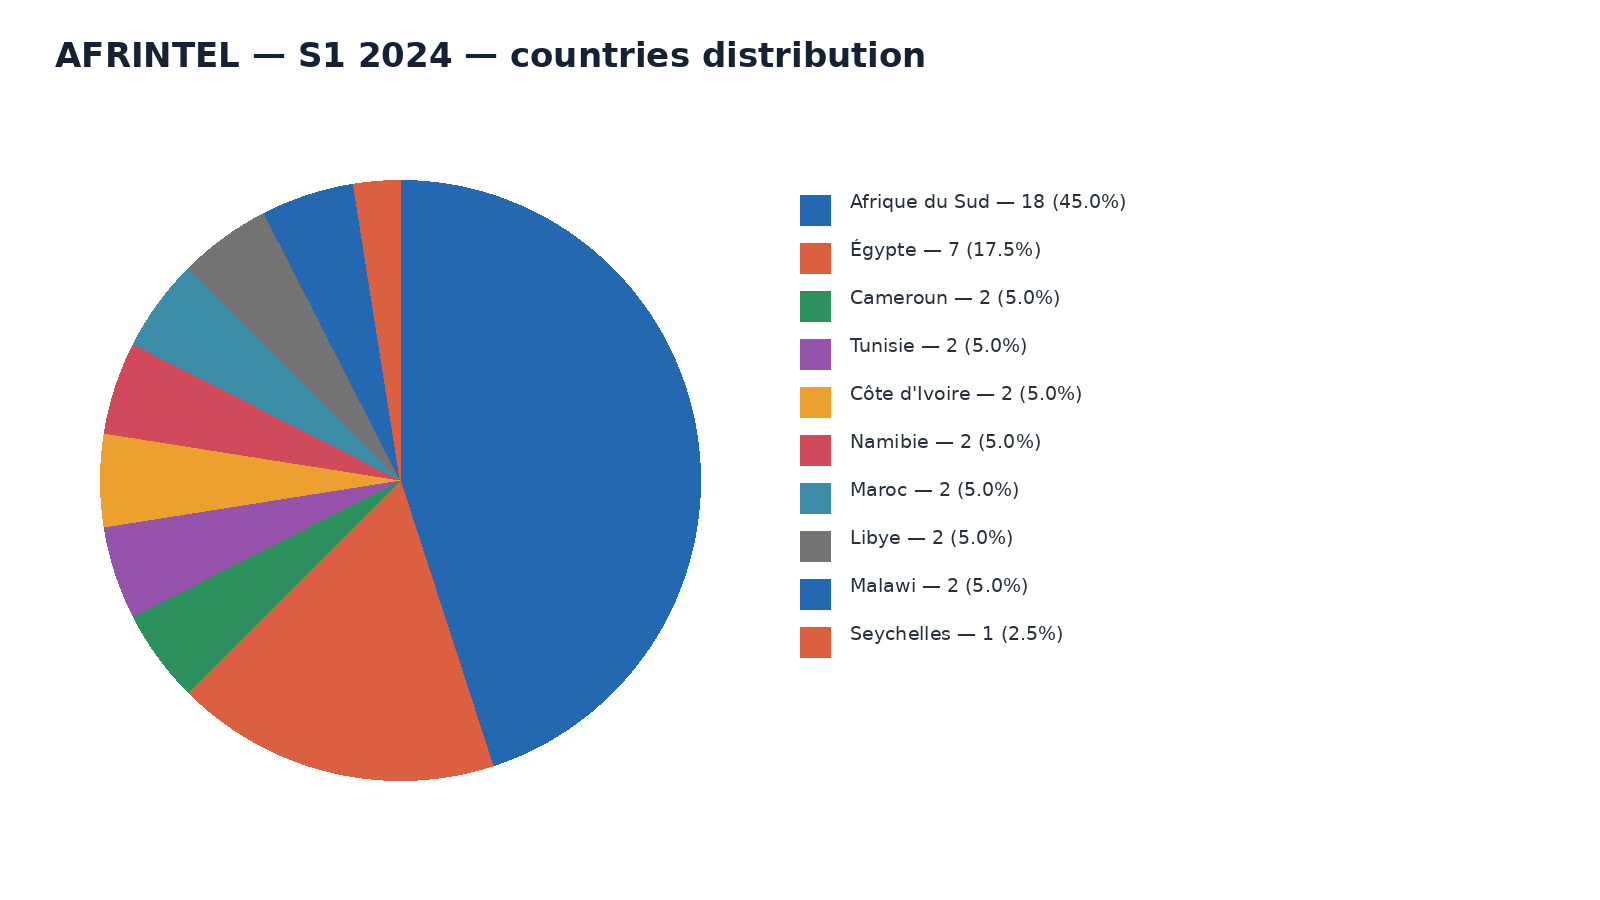 AFRINTEL — S1 2024 — countries distribution
Afrique du Sud — 18 (45.0%)
Égypte — 7 (17.5%)
Cameroun — 2 (5.0%)
Tunisie — 2 (5.0%)
Côte d'Ivoire — 2 (5.0%)
Namibie — 2 (5.0%)
Maroc — 2 (5.0%)
Libye — 2 (5.0%)
Malawi — 2 (5.0%)
Seychelles — 1 (2.5%)